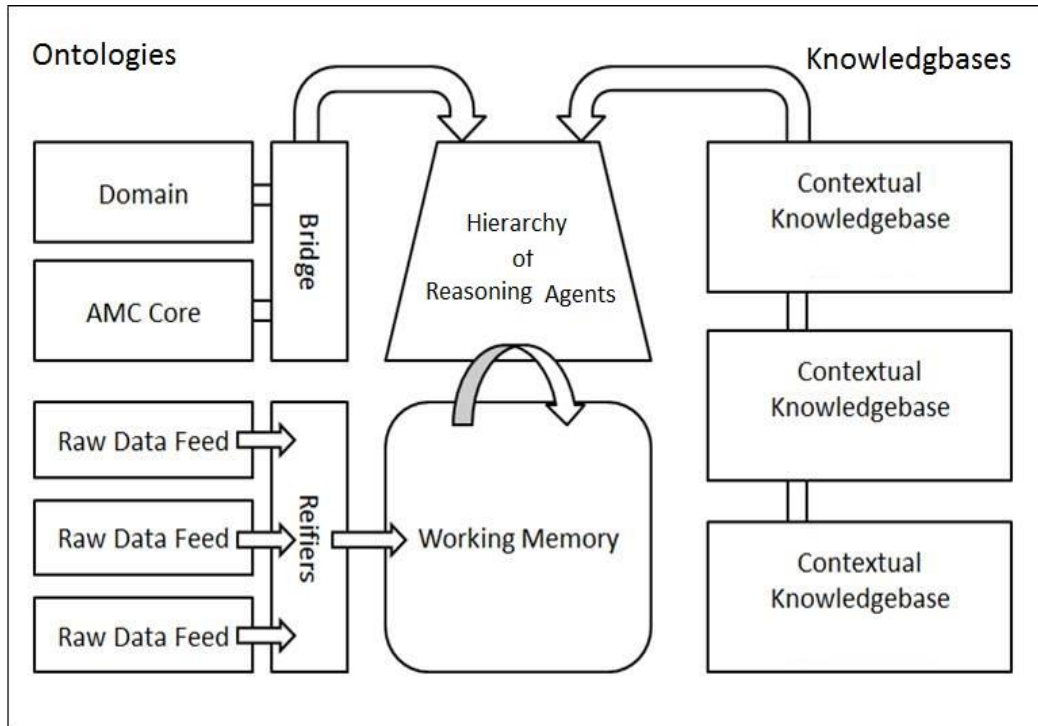 Ontologies
Knowledgbases
Domain
AMC Core
Bridge
Hierarchy
of
Reasoning Agents
Contextual
Knowledgebase
Contextual
Knowledgebase
Contextual
Knowledgebase
Raw Data Feed
Raw Data Feed
Raw Data Feed
Reifiers
Working Memory